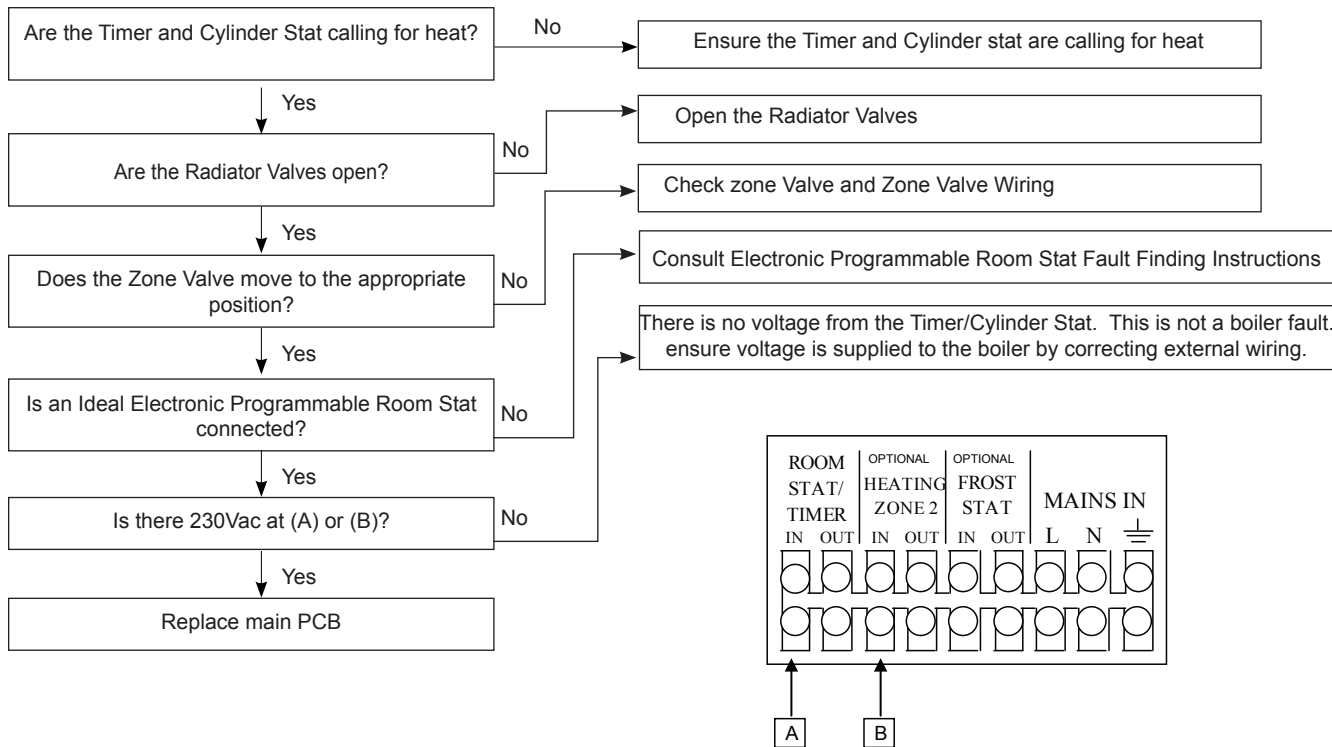 Are the Timer and Cylinder Stat calling for heat?
No
Ensure the Timer and Cylinder stat are calling for heat
Yes
Are the Radiator Valves open?
No
Open the Radiator Valves
Yes
Does the Zone Valve move to the appropriate
position?
No
Check zone Valve and Zone Valve Wiring
Yes
Is an Ideal Electronic Programmable Room Stat
connected?
No
Consult Electronic Programmable Room Stat Fault Finding Instructions
Yes
Is there 230Vac at (A) or (B)?
No
There is no voltage from the Timer/Cylinder Stat. This is not a boiler fault.
ensure voltage is supplied to the boiler by correcting external wiring.
Yes
Replace main PCB
ROOM
STAT/
TIMER
IN OUT
OPTIONAL
HEATING
ZONE 2
IN OUT
OPTIONAL
FROST
STAT
IN OUT
MAINS IN
L N
A
B